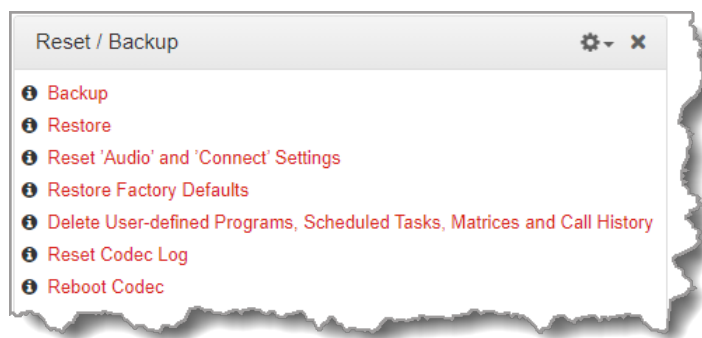 Reset / Backup
Backup
Restore
Reset 'Audio' and 'Connect' Settings
Restore Factory Defaults
Delete User-defined Programs, Scheduled Tasks, Matrices and Call History
Reset Codec Log
Reboot Codec